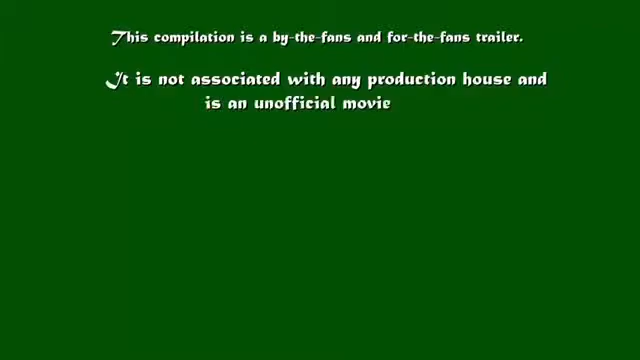 This compilation is a by-the-fans and for-the-fans trailer.
It is not associated with any production house and
is an unofficial movie